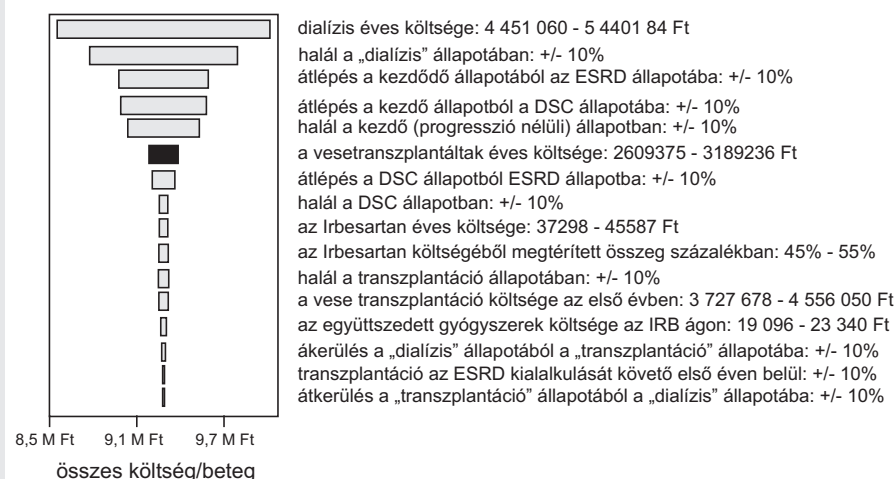 dialízis éves költsége: 4 451 060 - 5 4401 84 Ft
halál a „dialízis” állapotában: +/- 10%
átlépés a kezdődő állapotából az ESRD állapotába: +/- 10%
átlépés a kezdő állapotból a DSC állapotába: +/- 10%
halál a kezdő (progresszió nélüli) állapotban: +/- 10%
a vesetranszplantáltak éves költsége: 2609375 - 3189236 Ft
átlépés a DSC állapotból ESRD állapotba: +/- 10%
halál a DSC állapotban: +/- 10%
az Irbesartan éves költsége: 37298 - 45587 Ft
az Irbesartan költségéből megtérített összeg százalékban: 45% - 55%
halál a transzplantáció állapotában: +/- 10%
a vese transzplantáció költsége az első évben: 3 727 678 - 4 556 050 Ft
az együttszedett gyógyszerek költsége az IRB ágon: 19 096 - 23 340 Ft
ákerülés a „dialízis” állapotából a „transzplantáció” állapotába: +/- 10%
transzplantáció az ESRD kialalkulását követő első éven belül: +/- 10%
átkerülés a „transzplantáció” állapotából a „dialízis” állapotába: +/- 10%
8,5 M Ft 9,1 M Ft 9,7 M Ft
összes költség/beteg